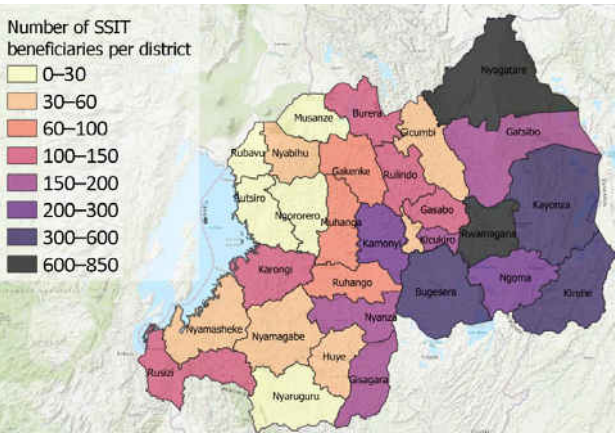 Number of SSIT
beneficiaries per district
0–30
30–60
60–100
100–150
150–200
200–300
300–600
600–850
Nyagatare
Musanze
Burera
Gicumbi
Gatsibo
Rubavu
Nyabihu
Gakenke
Rulindo
Rutsiro
Ngororero
Muhanga
Gasabo
Kayonza
Kamonyi
Kicukiro
Rwamagana
Karongi
Ruhango
Bugesera
Ngoma
Kirehe
Nyamasheke
Nyamagabe
Nyanza
Huye
Rusizi
Gisagara
Nyaruguru